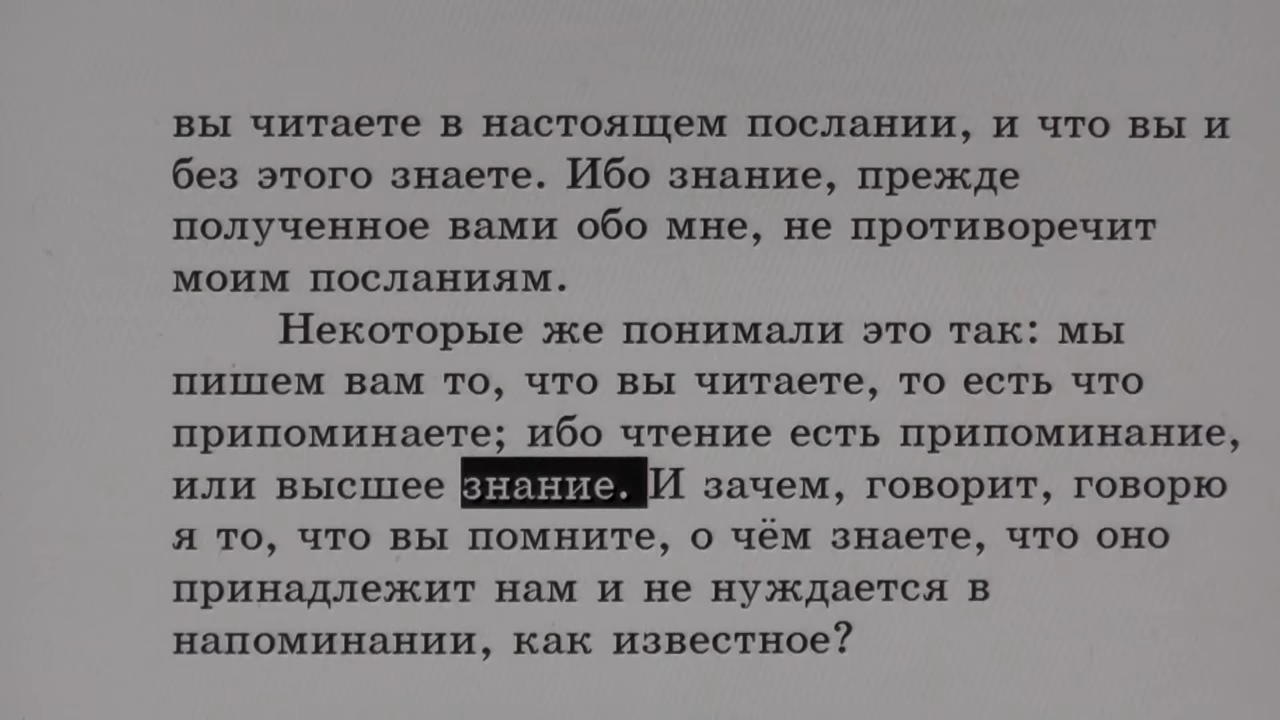 вы читаете в настоящем послании, и что вы и
без этого знаете. Ибо знание, прежде
полученное вами обо мне, не противоречит
моим посланиям.
Некоторые же понимали это так: мы
пишем вам то, что вы читаете, то есть что
припоминаете; ибо чтение есть припоминание,
или высшее знание. И зачем, говорит, говорю
я то, что вы помните, о чём знаете, что оно
принадлежит нам и не нуждается в
напоминании, как известное?